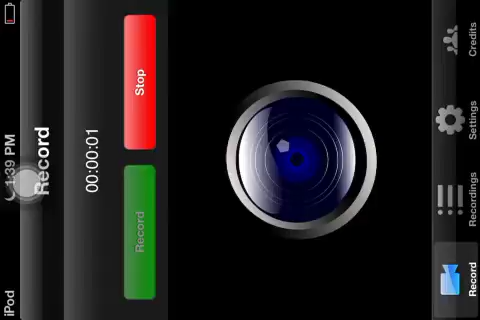 iPod 1:39 PM
Record
00:00:01
Record Stop
Record Recordings Settings Credits